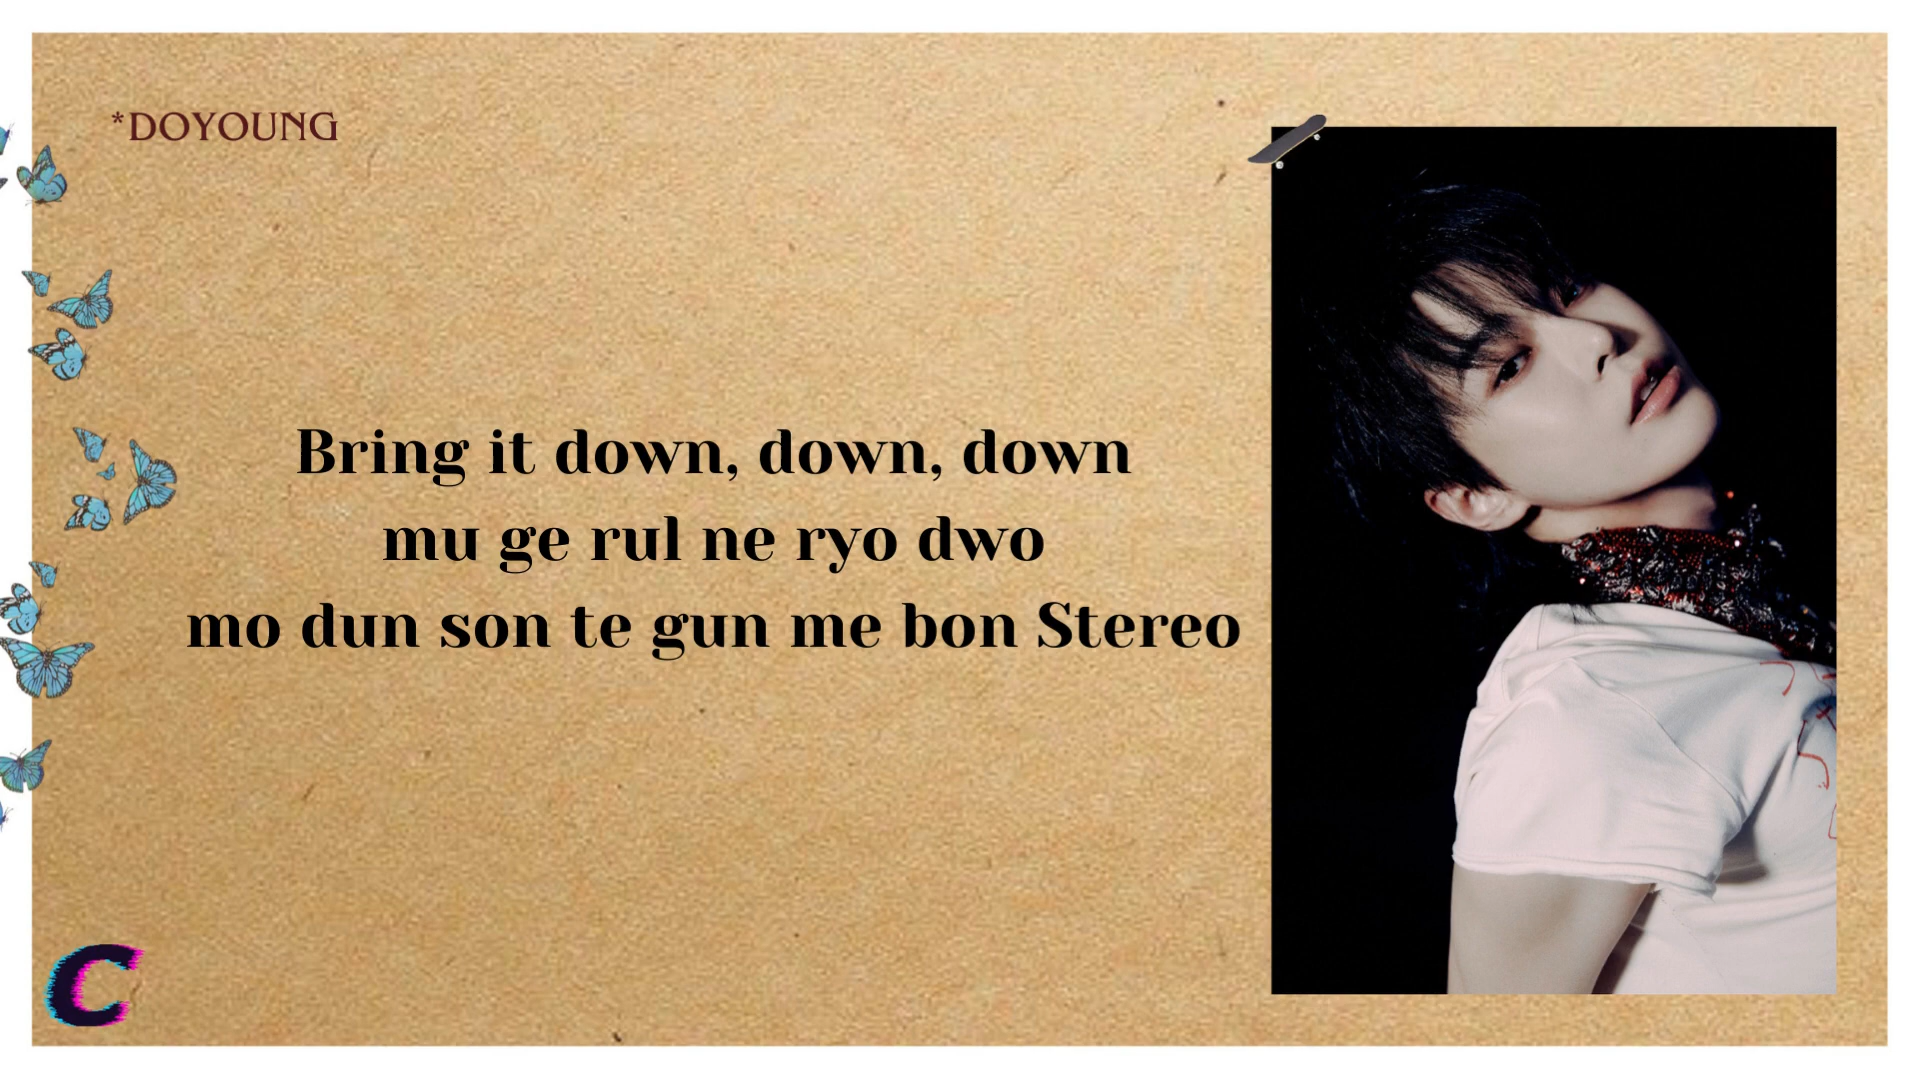 *DOYOUNG
Bring it down, down, down
mu ge rul ne ryo dwo
mo dun son te gun me bon Stereo
C